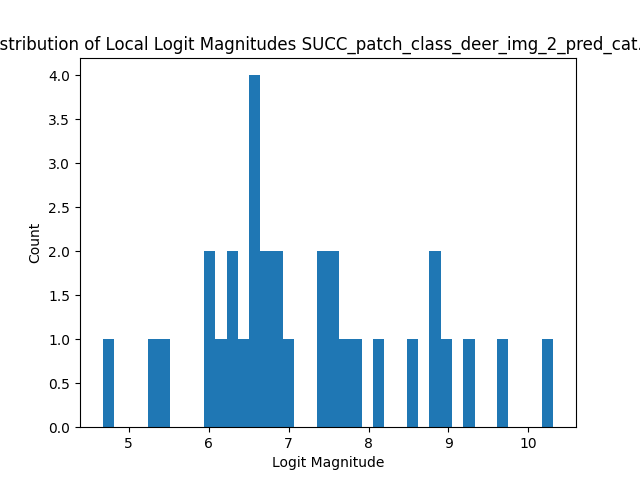 stribution of Local Logit Magnitudes SUCC_patch_class_deer_img_2_pred_cat.
4.0
3.5
3.0
2.5
2.0
1.5
1.0
0.5
0.0
Count
5 6 7 8 9 10
Logit Magnitude